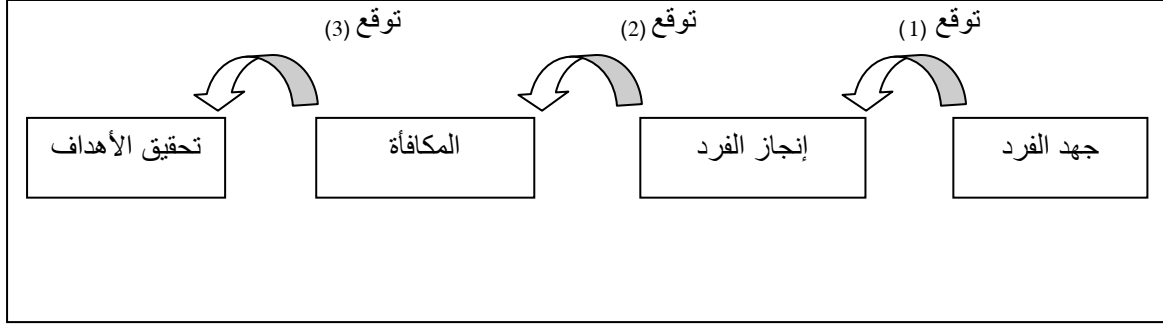 توقع (1) توقع (2) توقع (3)
جهد الفرد إنجاز الفرد المكافأة تحقيق الأهداف